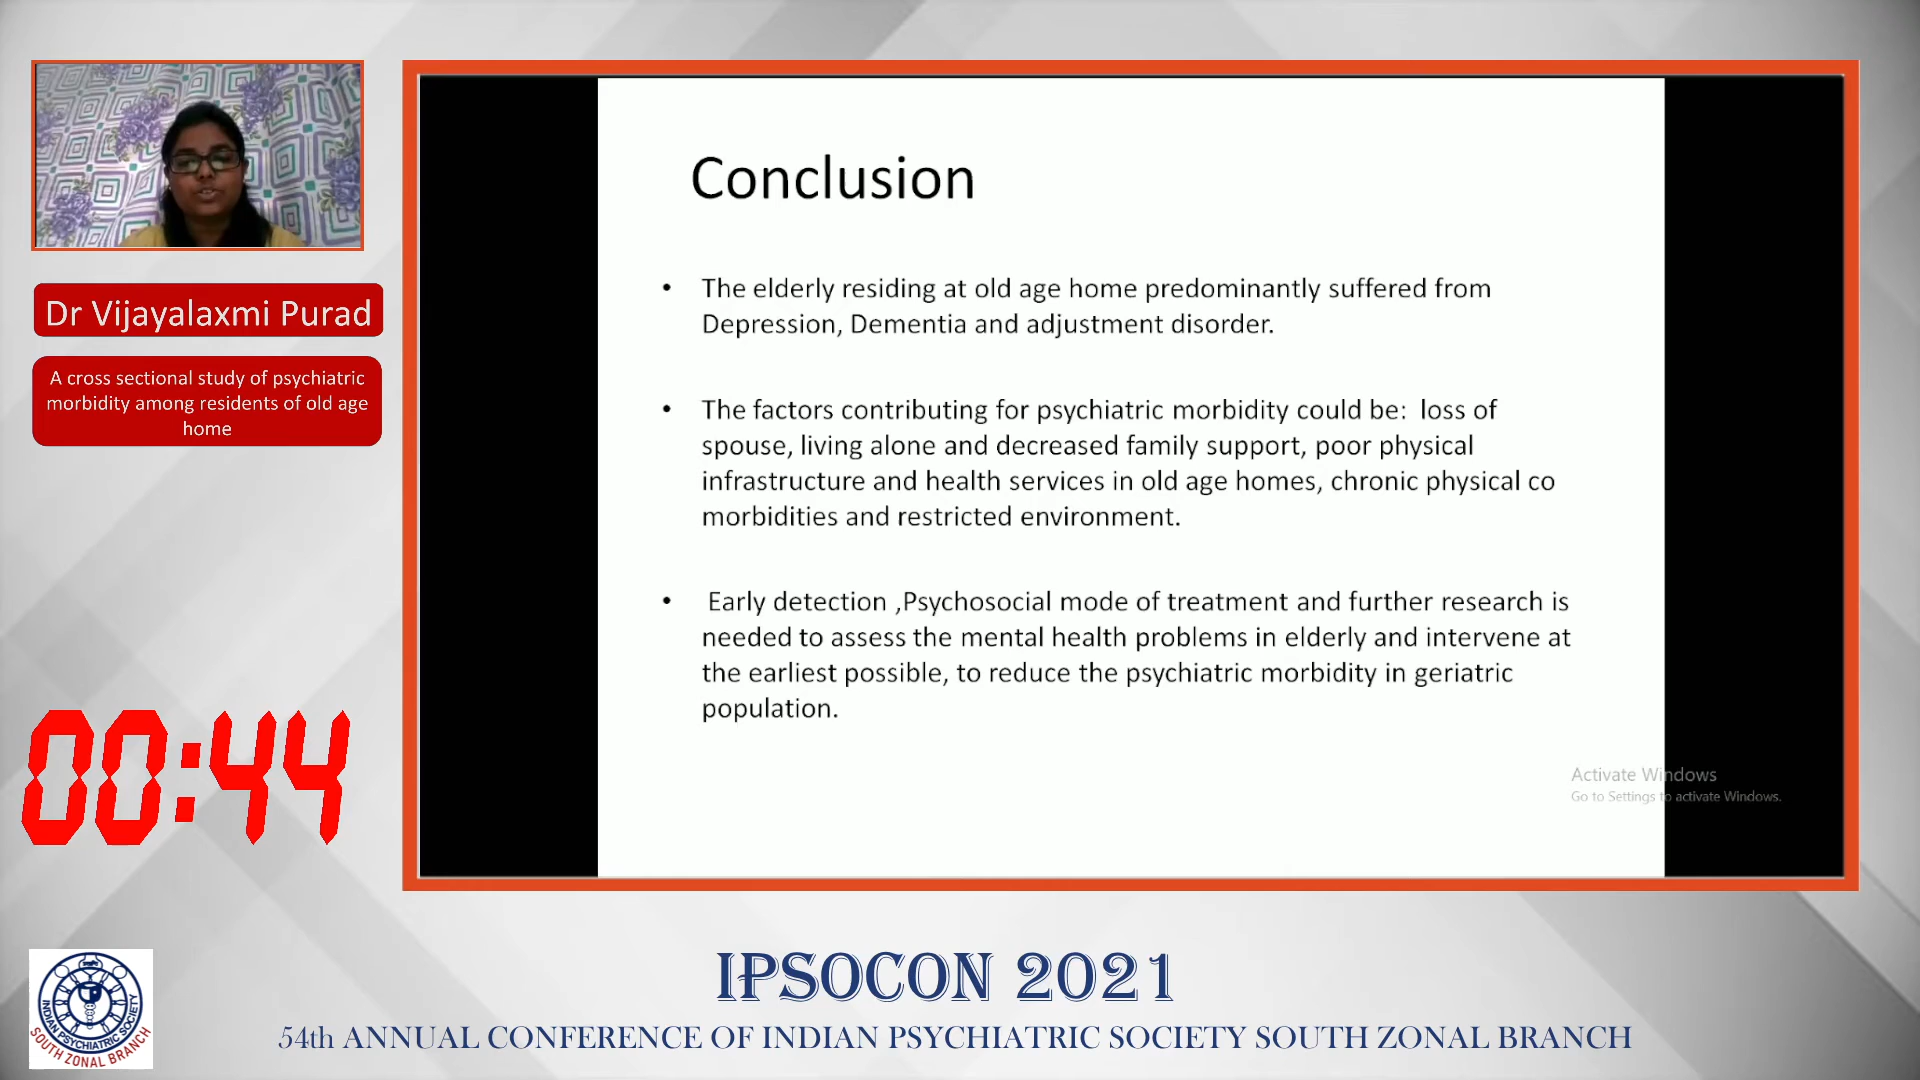 Dr Vijayalaxmi Purad
A cross sectional study of psychiatric
morbidity among residents of old age
home
00:44
Conclusion
• The elderly residing at old age home predominantly suffered from
Depression, Dementia and adjustment disorder.
• The factors contributing for psychiatric morbidity could be:  loss of
spouse, living alone and decreased family support, poor physical
infrastructure and health services in old age homes, chronic physical co
morbidities and restricted environment.
• Early detection ,Psychosocial mode of treatment and further research is
needed to assess the mental health problems in elderly and intervene at
the earliest possible, to reduce the psychiatric morbidity in geriatric
population.
Activate Windows
Go to Settings to activate Windows.
INDIAN PSYCHIATRIC SOCIETY
SOUTH ZONAL BRANCH
IPSOCON 2021
54th ANNUAL CONFERENCE OF INDIAN PSYCHIATRIC SOCIETY SOUTH ZONAL BRANCH